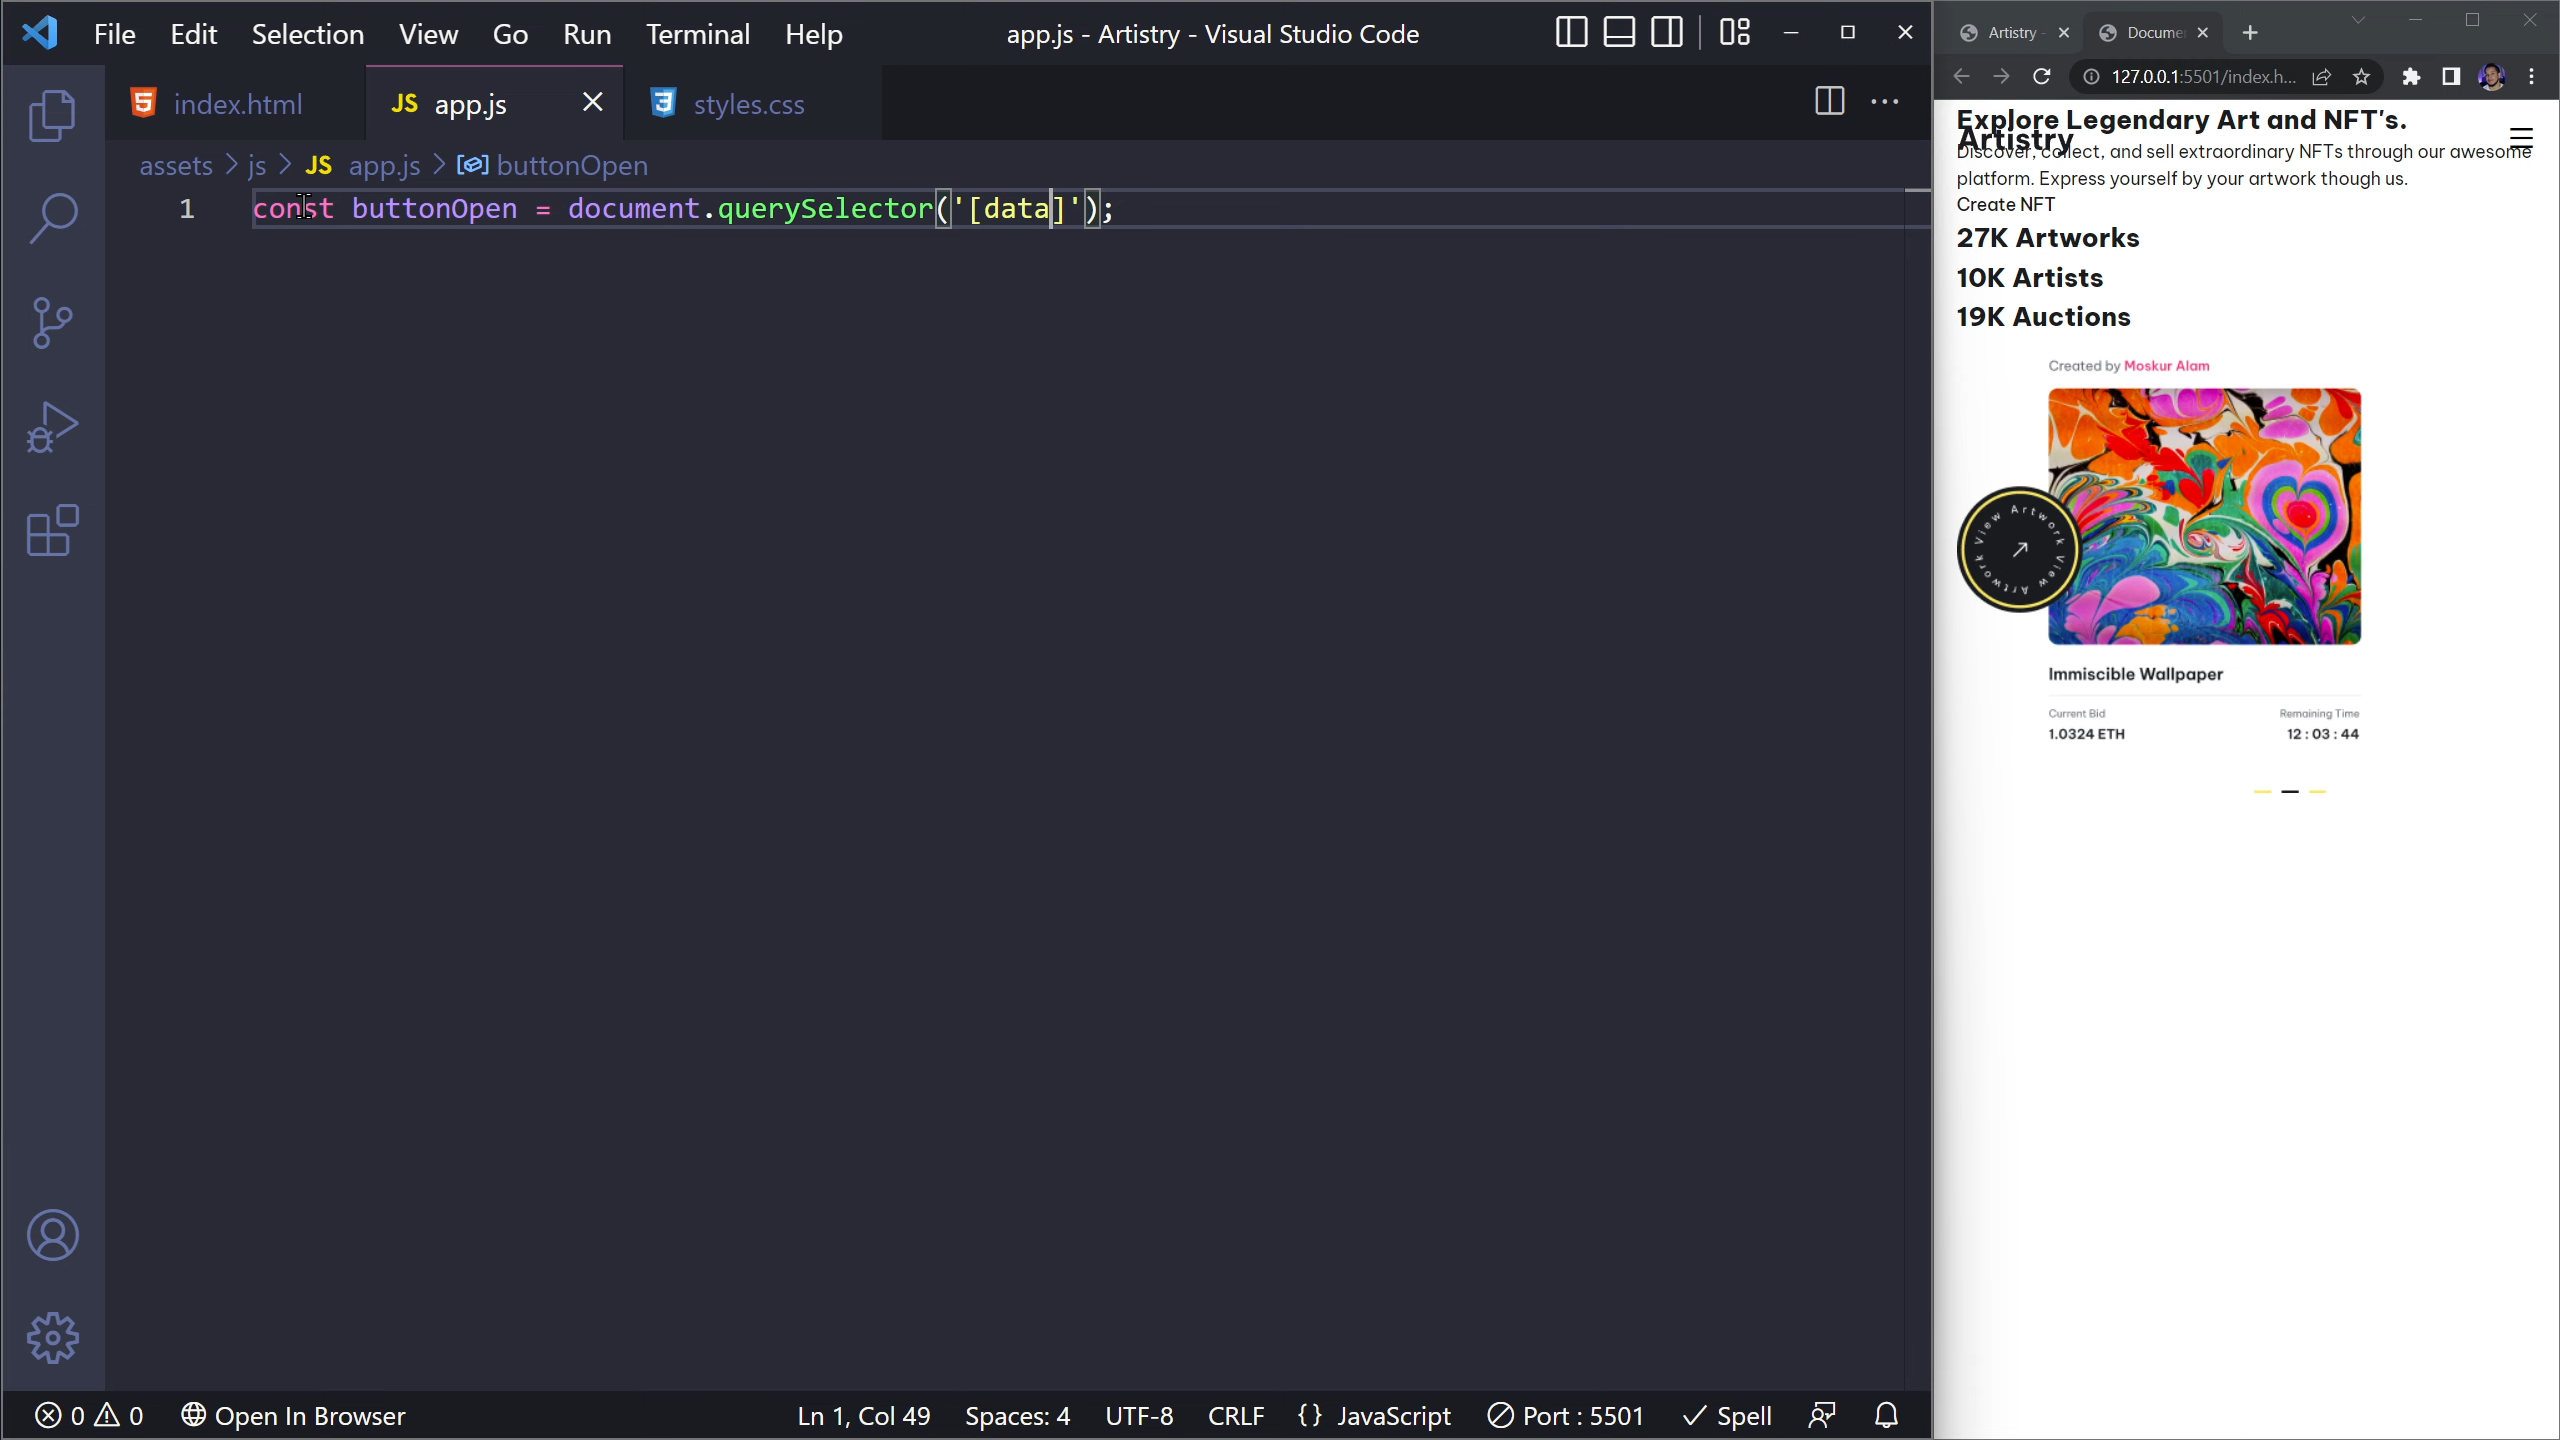 File Edit Selection View Go Run Terminal Help
app.js - Artistry - Visual Studio Code
index.html
JS app.js
styles.css
assets > js > JS app.js > buttonOpen
1 const buttonOpen = document.querySelector('[data]');
0 0 Open In Browser
Ln 1, Col 49 Spaces: 4 UTF-8 CRLF {} JavaScript Port : 5501 Spell
Artistry
Docume
127.0.0.1:5501/index.h...
Explore Legendary Art and NFT's.
Artistry
Discover, collect, and sell extraordinary NFTs through our awesome
platform. Express yourself by your artwork though us.
Create NFT
27K Artworks
10K Artists
19K Auctions
Created by Moskur Alam
View Artwork View Artwork
Immiscible Wallpaper
Current Bid Remaining Time
1.0324 ETH 12 : 03 : 44